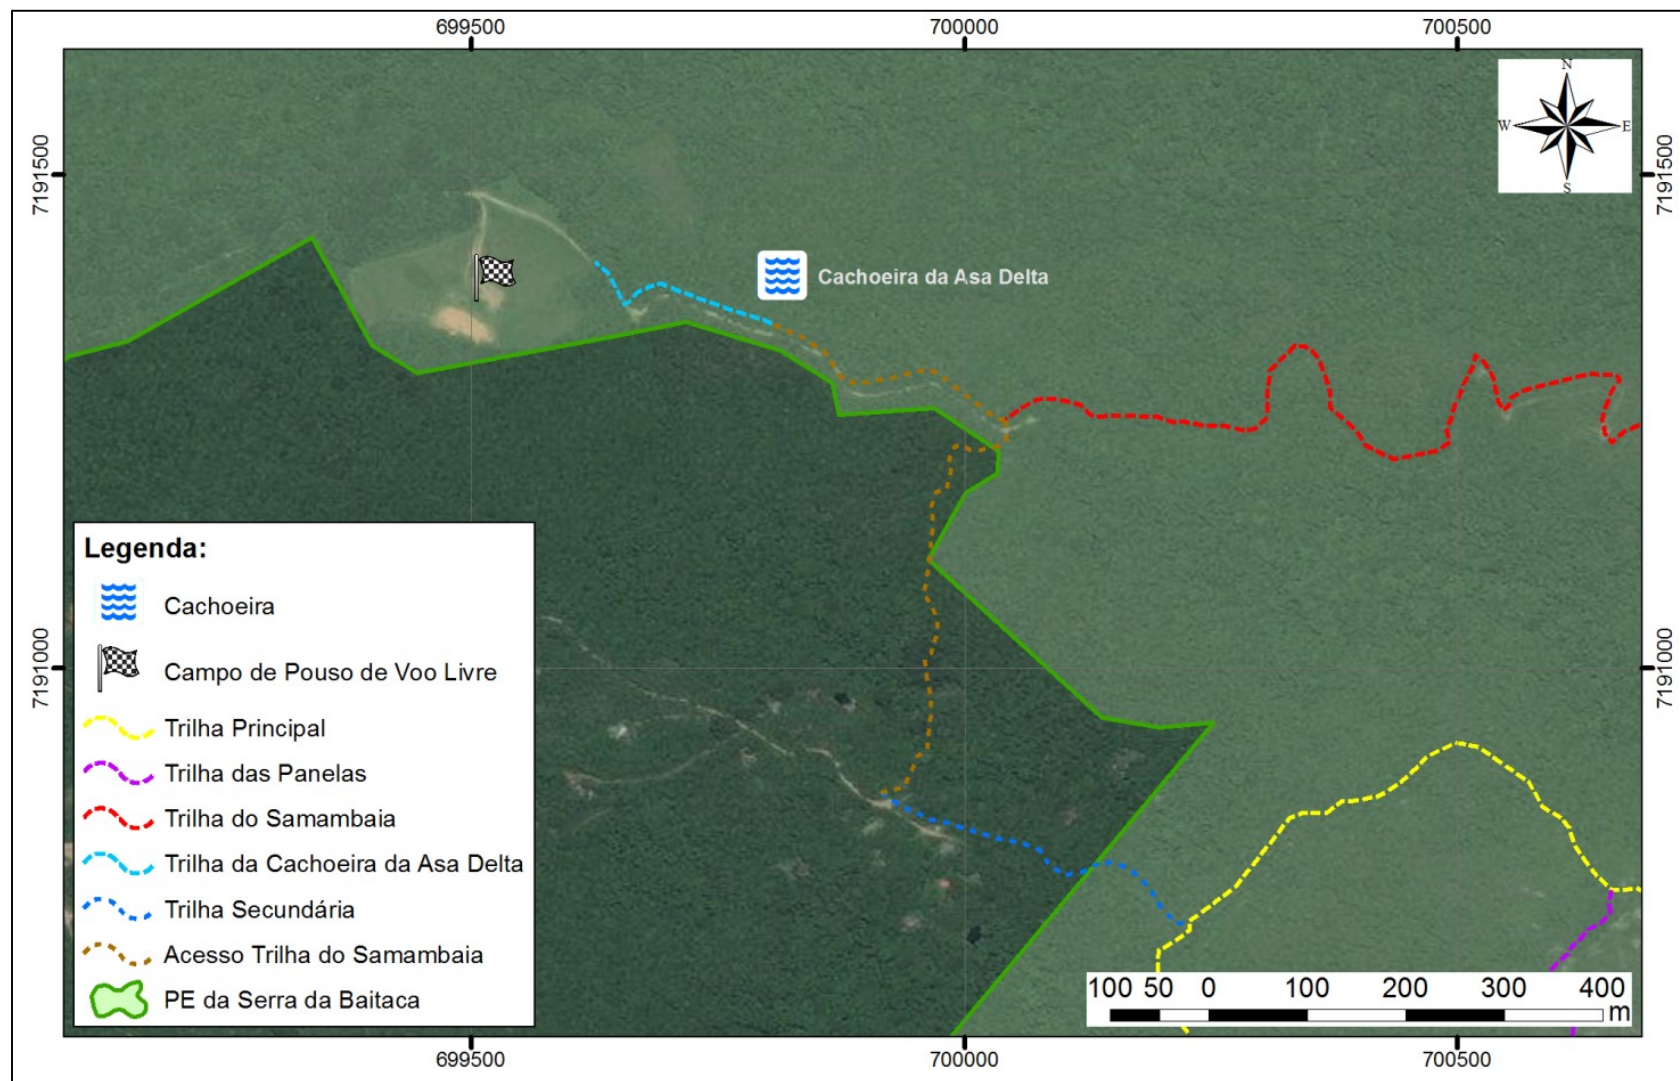 699500 700000 700500
7191500
7191500
N
W E
S
Cachoeira da Asa Delta
Legenda:
Cachoeira
Campo de Pouso de Voo Livre
Trilha Principal
Trilha das Panelas
Trilha do Samambaia
Trilha da Cachoeira da Asa Delta
Trilha Secundária
Acesso Trilha do Samambaia
PE da Serra da Baitaca
7191000
7191000
100 50 0 100 200 300 400
m
699500 700000 700500